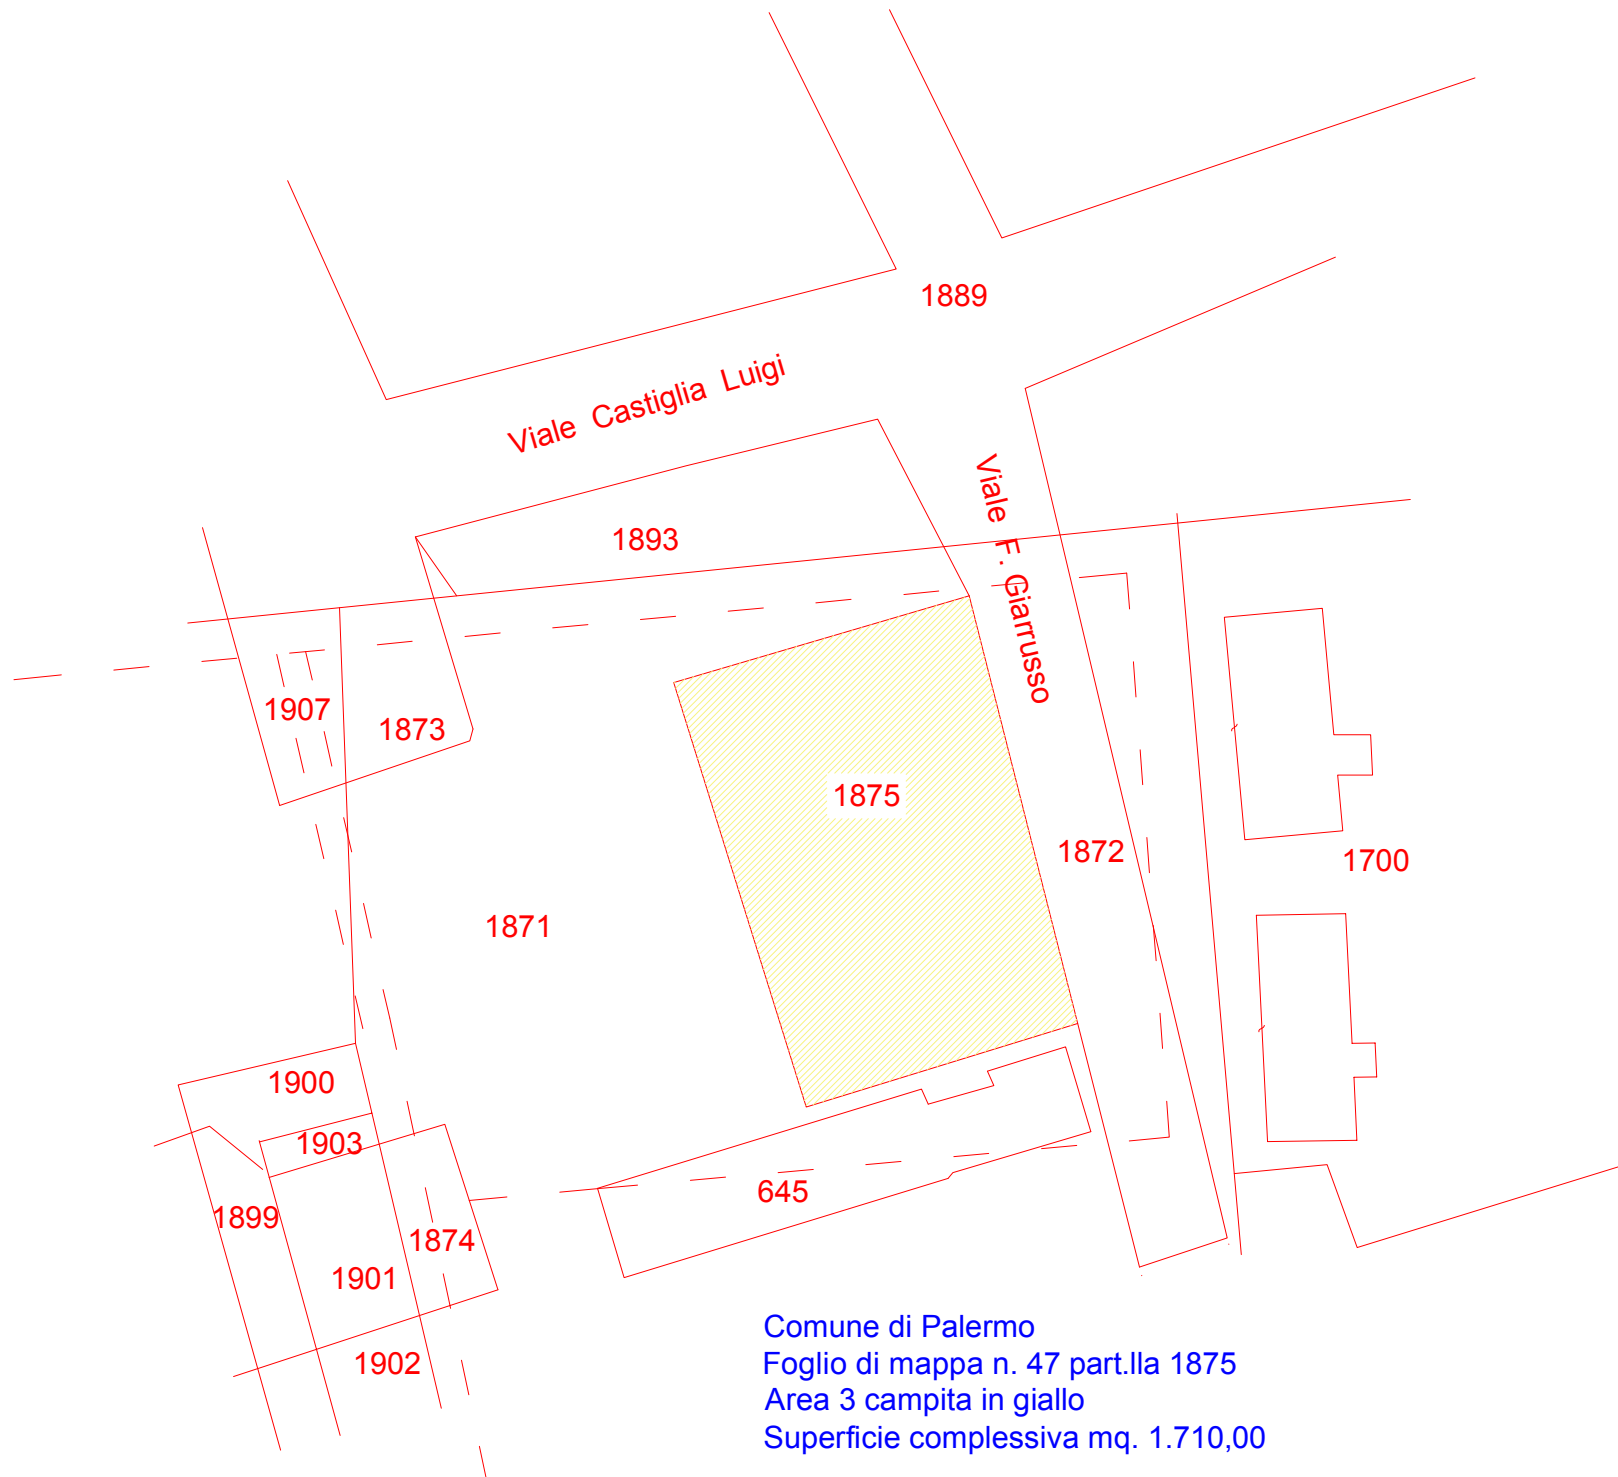 1889
Viale Castiglia Luigi
Viale F. Giarrusso
1893
1907
1873
1875
1872
1700
1871
1900
1903
645
1899
1874
1901
1902
Comune di Palermo
Foglio di mappa n. 47 part.lla 1875
Area 3 campita in giallo
Superficie complessiva mq. 1.710,00